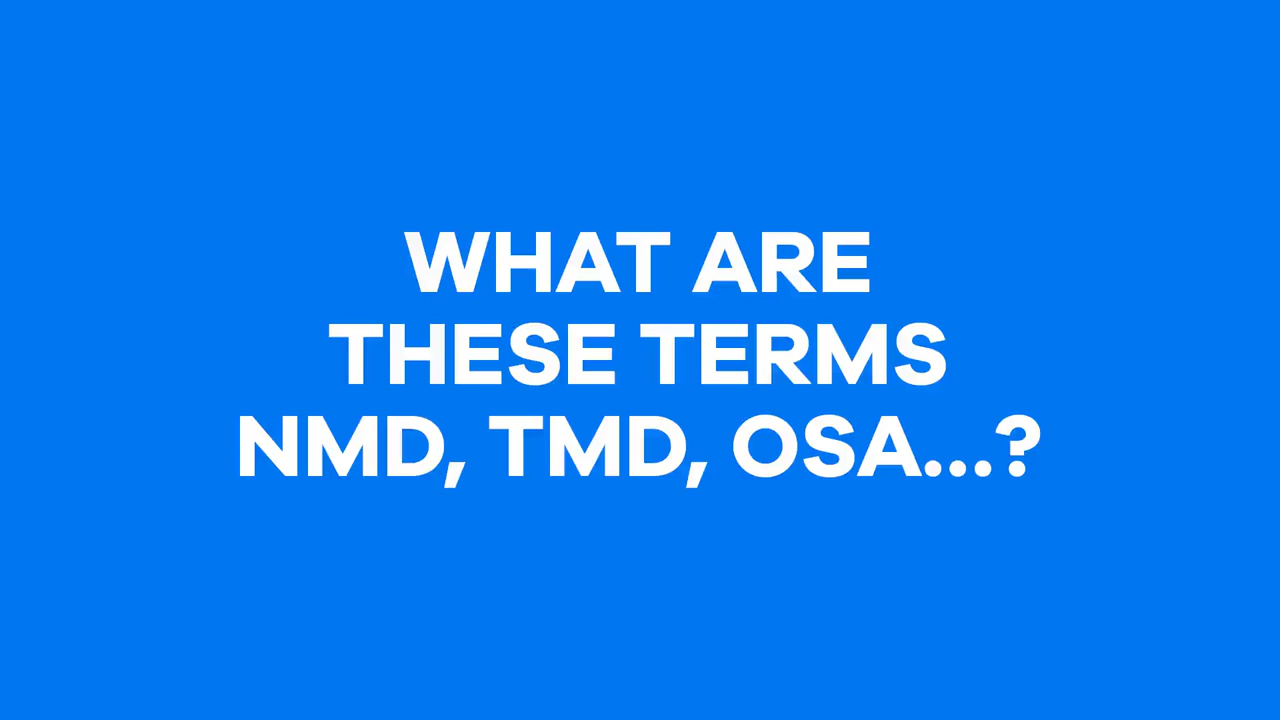 WHAT ARE
THESE TERMS
NMD, TMD, OSA...?